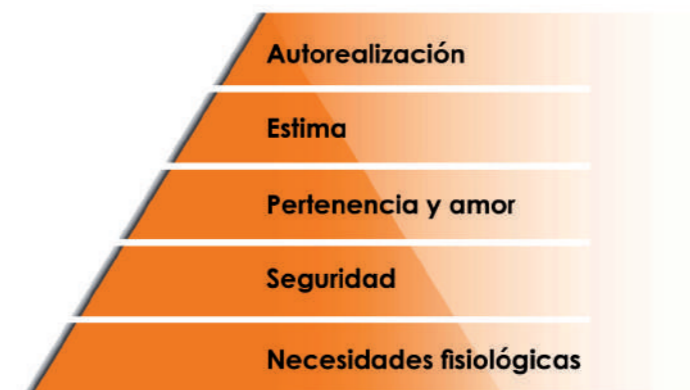 Autorealización
Estima
Pertenencia y amor
Seguridad
Necesidades fisiológicas